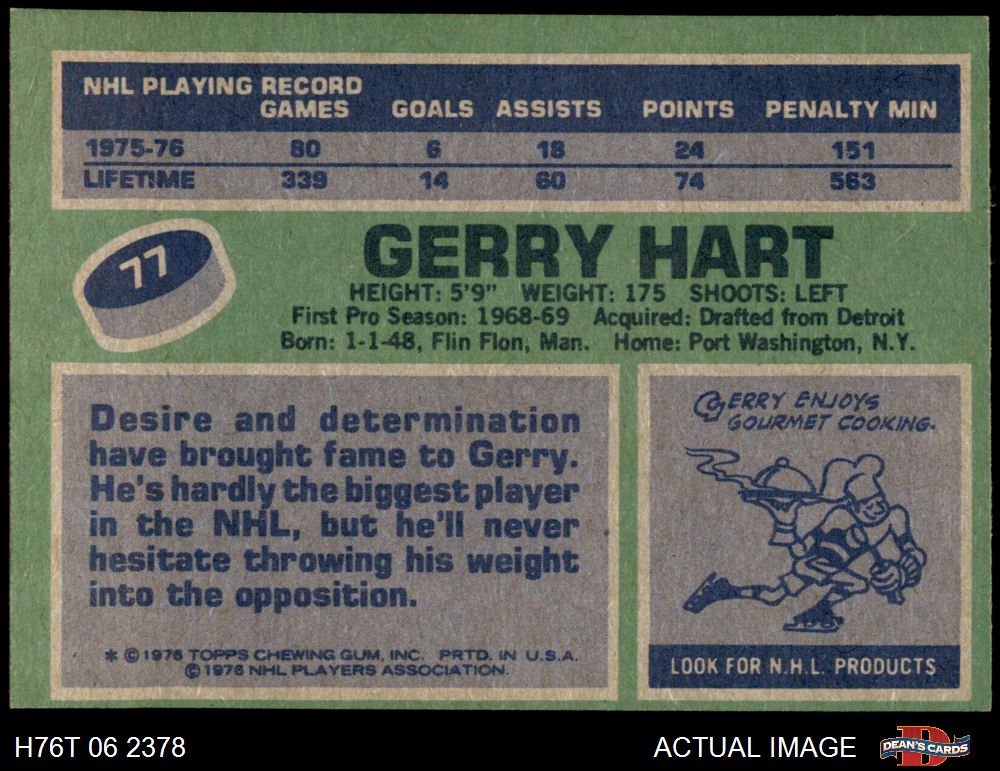 NHL PLAYING RECORD
GAMES GOALS ASSISTS POINTS PENALTY MIN
1975-76 80 6 18 24 151
LIFETIME 339 14 60 74 563
77
GERRY HART
HEIGHT: 5'9" WEIGHT: 175 SHOOTS: LEFT
First Pro Season: 1968-69 Acquired: Drafted from Detroit
Born: 1-1-48, Flin Flon, Man. Home: Port Washington, N.Y.
Desire and determination
have brought fame to Gerry.
He's hardly the biggest player
in the NHL, but he'll never
hesitate throwing his weight
into the opposition.
* © 1976 TOPPS CHEWING GUM, INC. PRTD. IN U.S.A.
© 1976 NHL PLAYERS ASSOCIATION.
GERRY ENJOYS
GOURMET COOKING.
LOOK FOR N.H.L. PRODUCTS
H76T 06 2378
ACTUAL IMAGE
D
DEAN'S CARDS